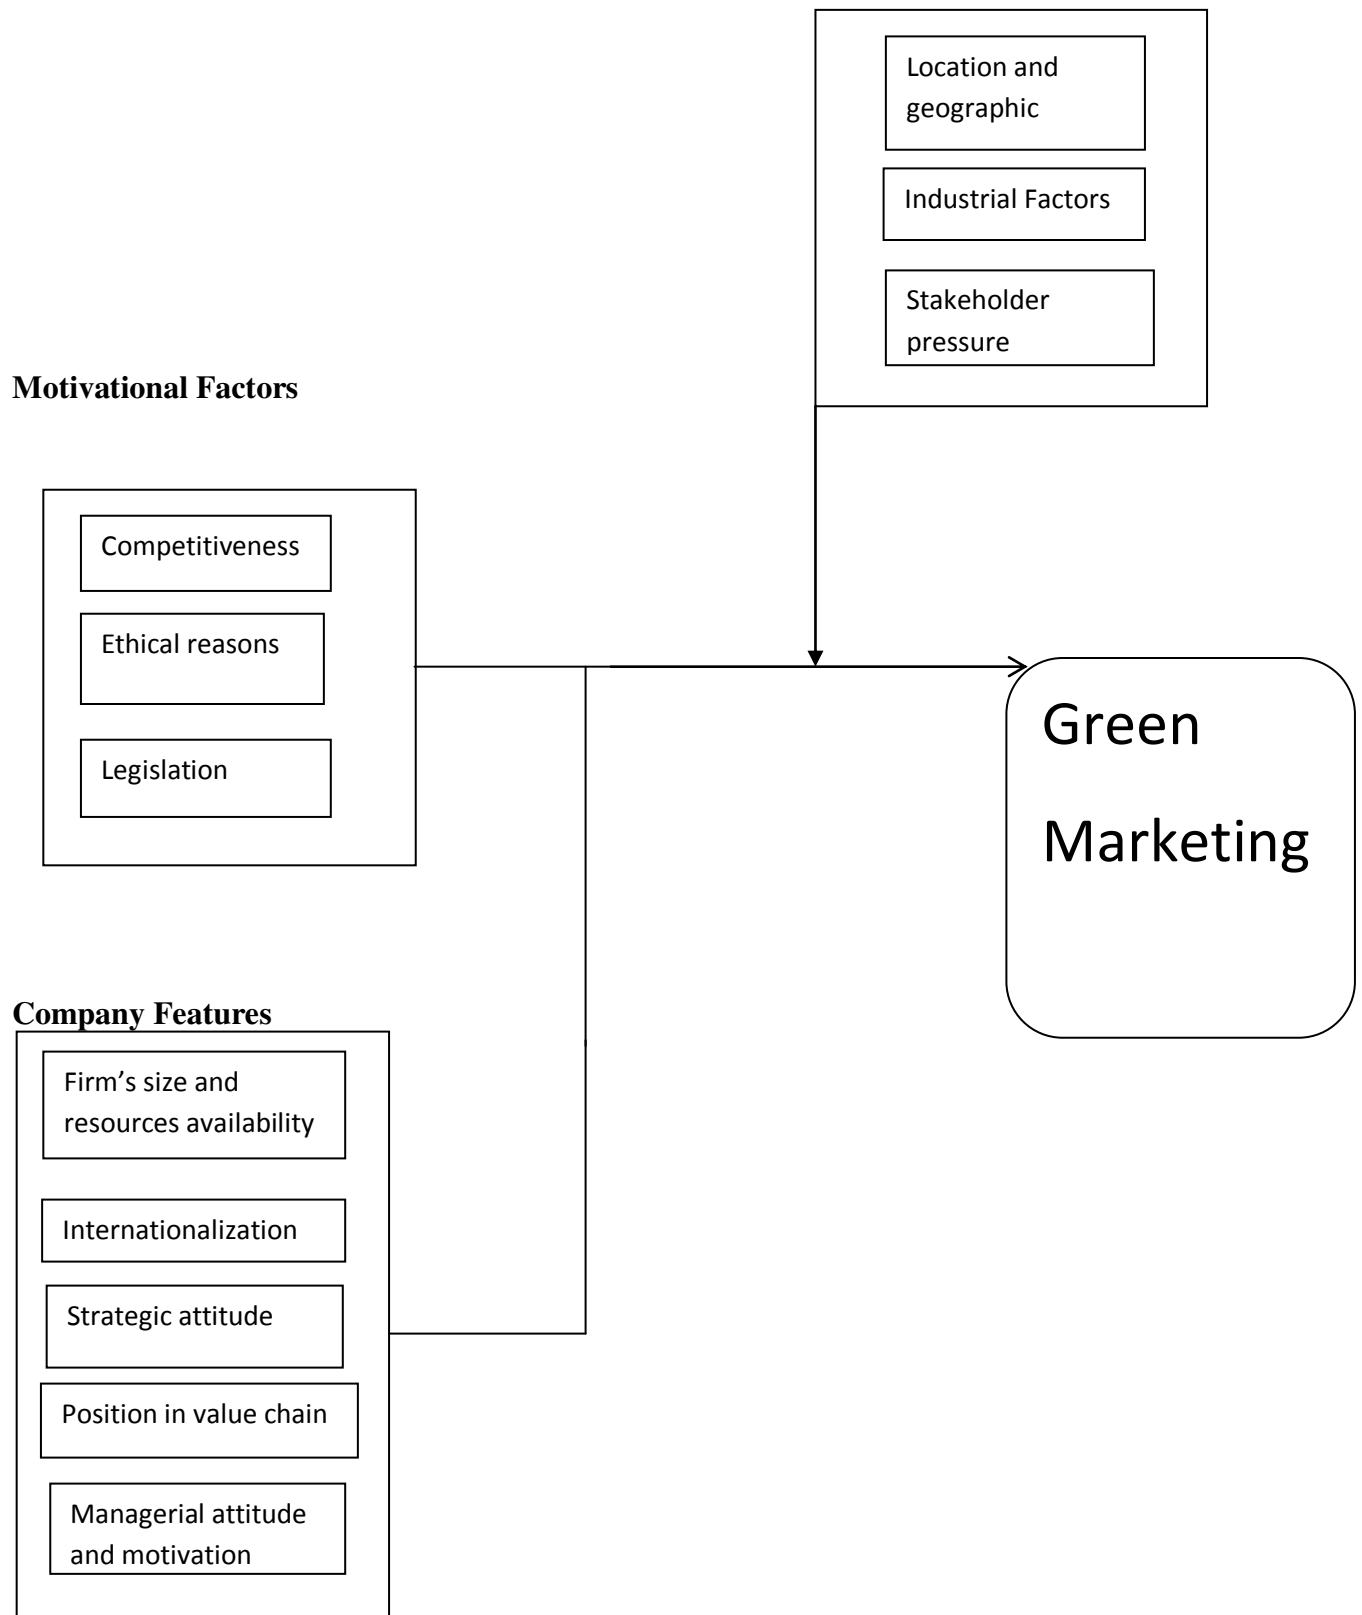 Location and
geographic
Industrial Factors
Stakeholder
pressure
Motivational Factors
Competitiveness
Ethical reasons
Legislation
Green
Marketing
Company Features
Firm’s size and
resources availability
Internationalization
Strategic attitude
Position in value chain
Managerial attitude
and motivation